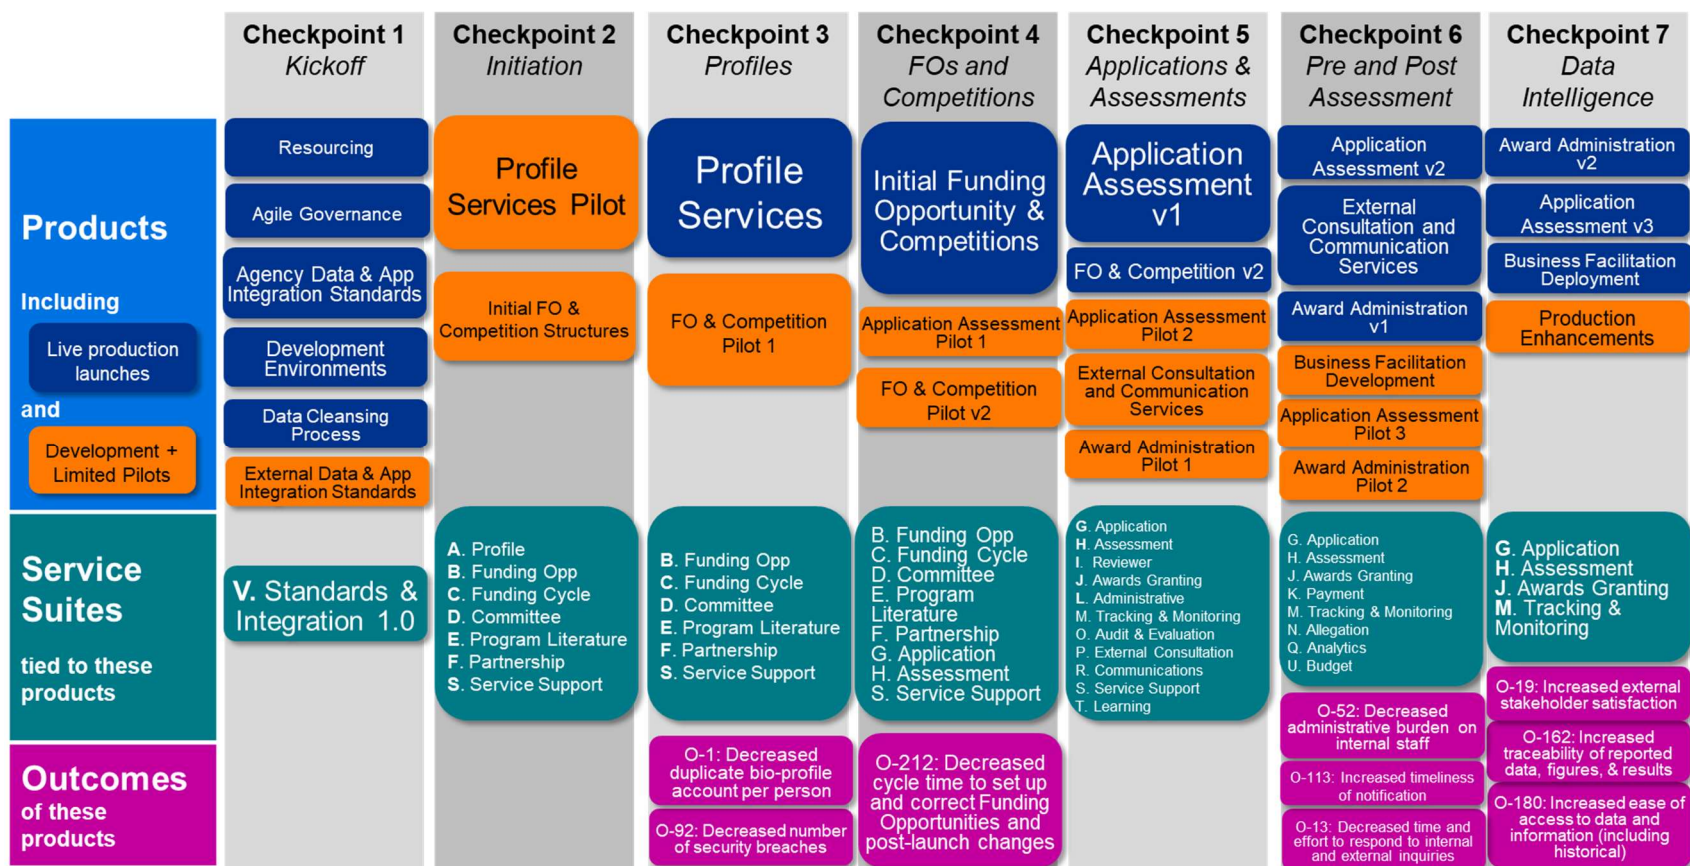 Checkpoint 1
Kickoff
Checkpoint 2
Initiation
Checkpoint 3
Profiles
Checkpoint 4
FOs and
Competitions
Checkpoint 5
Applications &
Assessments
Checkpoint 6
Pre and Post
Assessment
Checkpoint 7
Data
Intelligence
Products
Including
Live production
launches
and
Development +
Limited Pilots
Resourcing
Agile Governance
Agency Data & App
Integration Standards
Development
Environments
Data Cleansing
Process
External Data & App
Integration Standards
Profile
Services Pilot
Initial FO &
Competition Structures
Profile
Services
FO & Competition
Pilot 1
Initial Funding
Opportunity &
Competitions
Application Assessment
Pilot 1
FO & Competition
Pilot v2
Application
Assessment
v1
FO & Competition v2
Application Assessment
Pilot 2
External Consultation
and Communication
Services
Award Administration
Pilot 1
Application
Assessment v2
External
Consultation and
Communication
Services
Award Administration
v1
Business Facilitation
Development
Application Assessment
Pilot 3
Award Administration
Pilot 2
Award Administration
v2
Application
Assessment v3
Business Facilitation
Deployment
Production
Enhancements
Service
Suites
tied to these
products
V. Standards &
Integration 1.0
A. Profile
B. Funding Opp
C. Funding Cycle
D. Committee
E. Program Literature
F. Partnership
S. Service Support
B. Funding Opp
C. Funding Cycle
D. Committee
E. Program Literature
F. Partnership
S. Service Support
B. Funding Opp
C. Funding Cycle
D. Committee
E. Program
Literature
F. Partnership
G. Application
H. Assessment
S. Service Support
G. Application
H. Assessment
I. Reviewer
J. Awards Granting
L. Administrative
M. Tracking & Monitoring
O. Audit & Evaluation
P. External Consultation
R. Communications
S. Service Support
T. Learning
G. Application
H. Assessment
J. Awards Granting
K. Payment
M. Tracking & Monitoring
N. Allegation
Q. Analytics
U. Budget
G. Application
H. Assessment
J. Awards Granting
M. Tracking &
Monitoring
Outcomes
of these
products
O-1: Decreased
duplicate bio-profile
account per person
O-92: Decreased number
of security breaches
O-212: Decreased
cycle time to set up
and correct Funding
Opportunities and
post-launch changes
O-52: Decreased
administrative burden on
internal staff
O-113: Increased timeliness
of notification
O-13: Decreased time and
effort to respond to internal
and external inquiries
O-19: Increased external
stakeholder satisfaction
O-162: Increased
traceability of reported
data, figures, & results
O-180: Increased ease of
access to data and
information (including
historical)